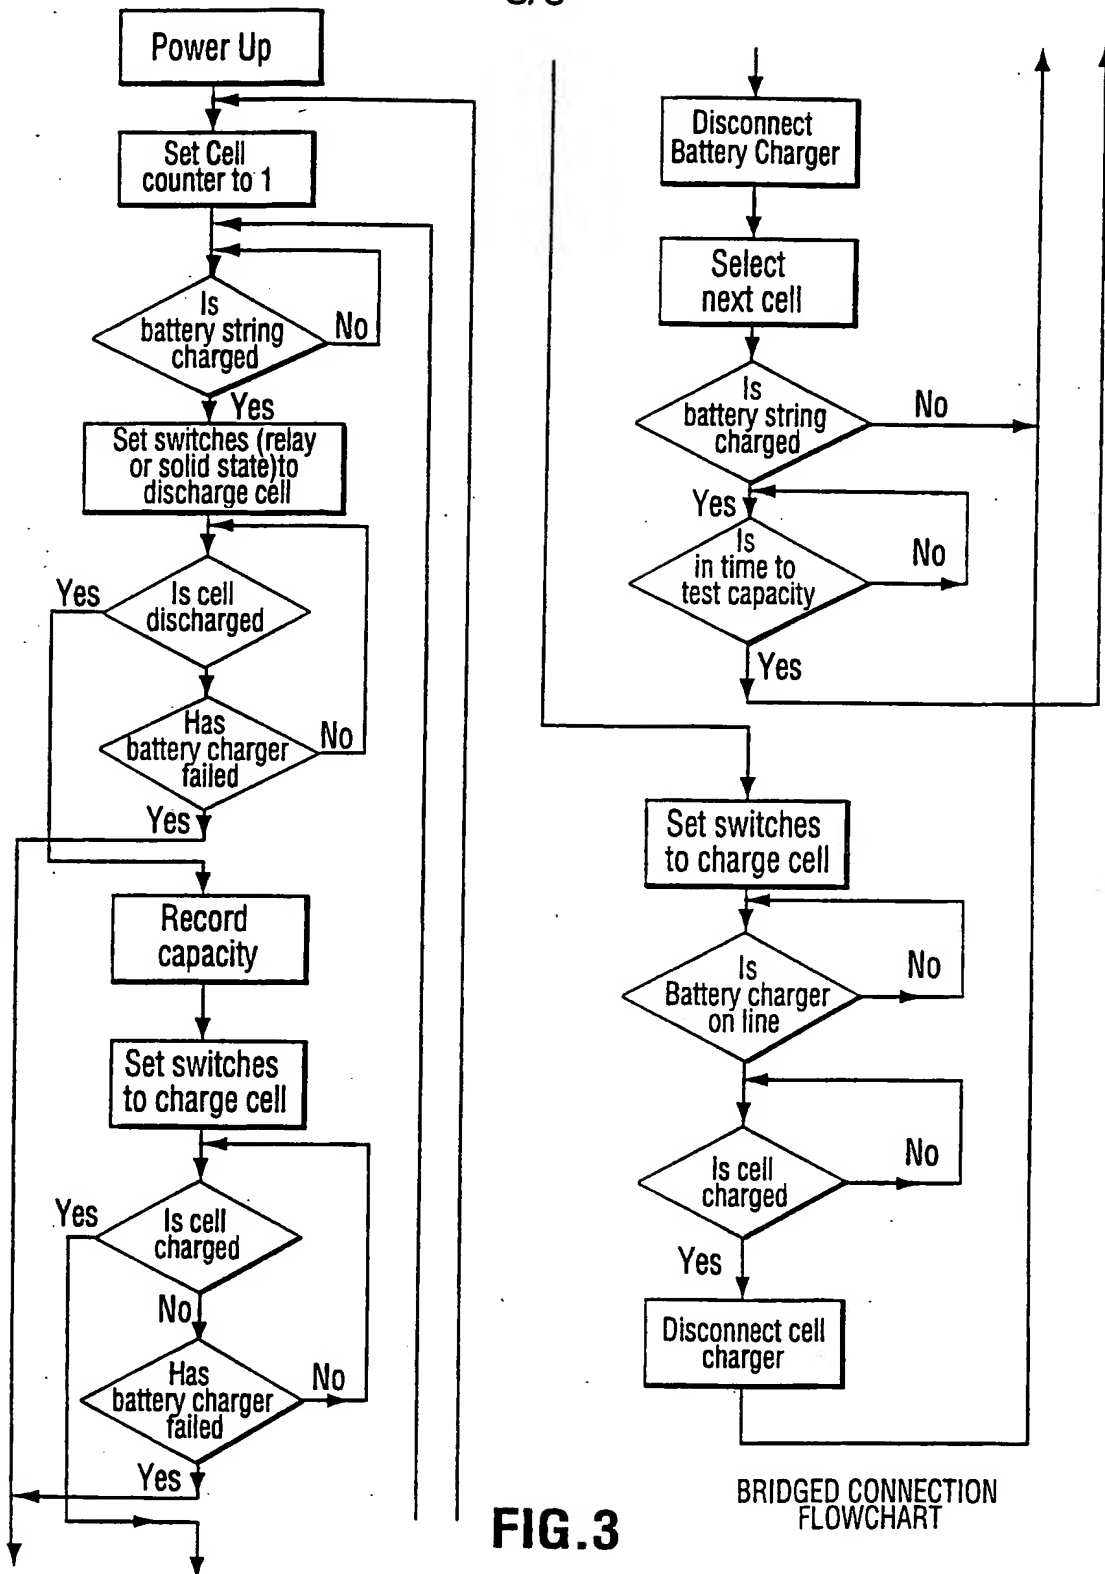 Power Up
Set Cell
counter to 1
Is
battery string
charged
No
Yes
Set switches (relay
or solid state)to
discharge cell
Yes
Is cell
discharged
Has
battery charger
failed
No
Yes
Record
capacity
Set switches
to charge cell
Yes
Is cell
charged
No
Has
battery charger
failed
No
Yes
Disconnect
Battery Charger
Select
next cell
Is
battery string
charged
No
Yes
Is
in time to
test capacity
No
Yes
Set switches
to charge cell
Is
Battery charger
on line
No
Is cell
charged
No
Yes
Disconnect cell
charger
BRIDGED CONNECTION
FLOWCHART
FIG.3